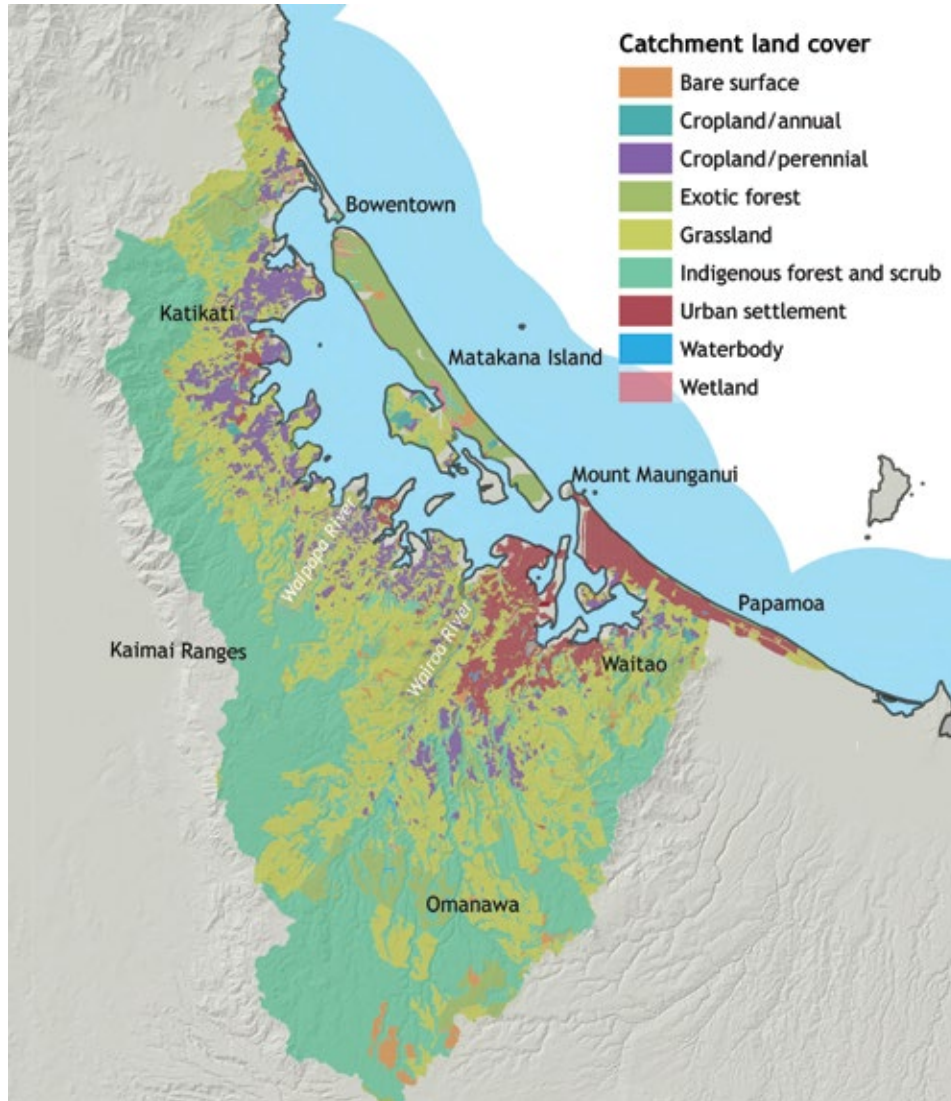 Catchment land cover
Bare surface
Cropland/annual
Cropland/perennial
Exotic forest
Grassland
Indigenous forest and scrub
Urban settlement
Waterbody
Wetland
Bowentown
Katikati
Matakana Island
Mount Maunganui
Waipapa River
Papamoa
Wairoa River
Kaimai Ranges
Waitao
Omanawa